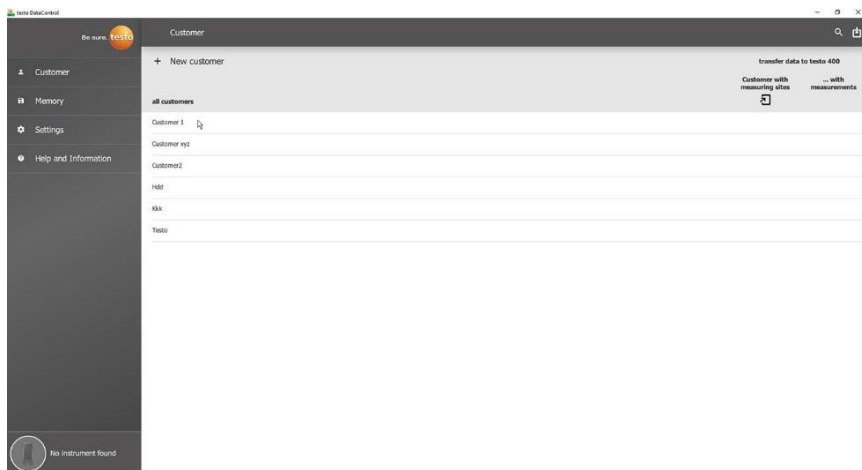 testo DataControl
Be sure. testo
Customer
Customer
Memory
Settings
Help and Information
No instrument found
+ New customer
transfer data to testo 400
Customer with
measuring sites
... with
measurements
all customers
Customer 1
Customer xyz
Customer2
Hdd
Kkk
Testo